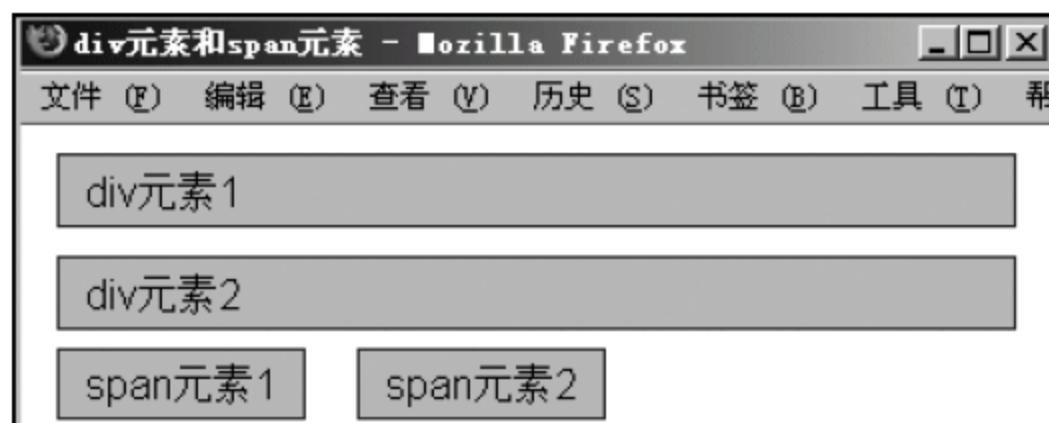 div元素和span元素 - Mozilla Firefox
文件 (F) 编辑 (E) 查看 (V) 历史 (S) 书签 (B) 工具 (T) 帮
div元素1
div元素2
span元素1 span元素2